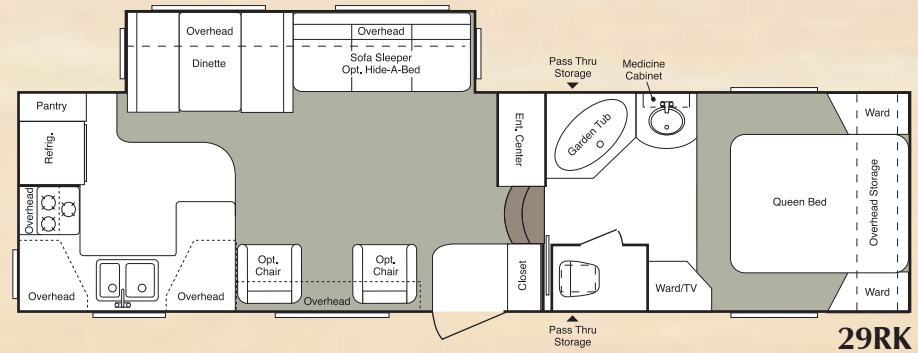 Overhead
Dinette
Overhead
Sofa Sleeper
Opt. Hide-A-Bed
Pass Thru
Storage
Medicine
Cabinet
Pantry
Refrig.
Overhead
Overhead
Overhead
Opt.
Chair
Opt.
Chair
Overhead
Ent. Center
Closet
Garden Tub
Ward/TV
Pass Thru
Storage
Queen Bed
Ward
Overhead Storage
Ward
29RK